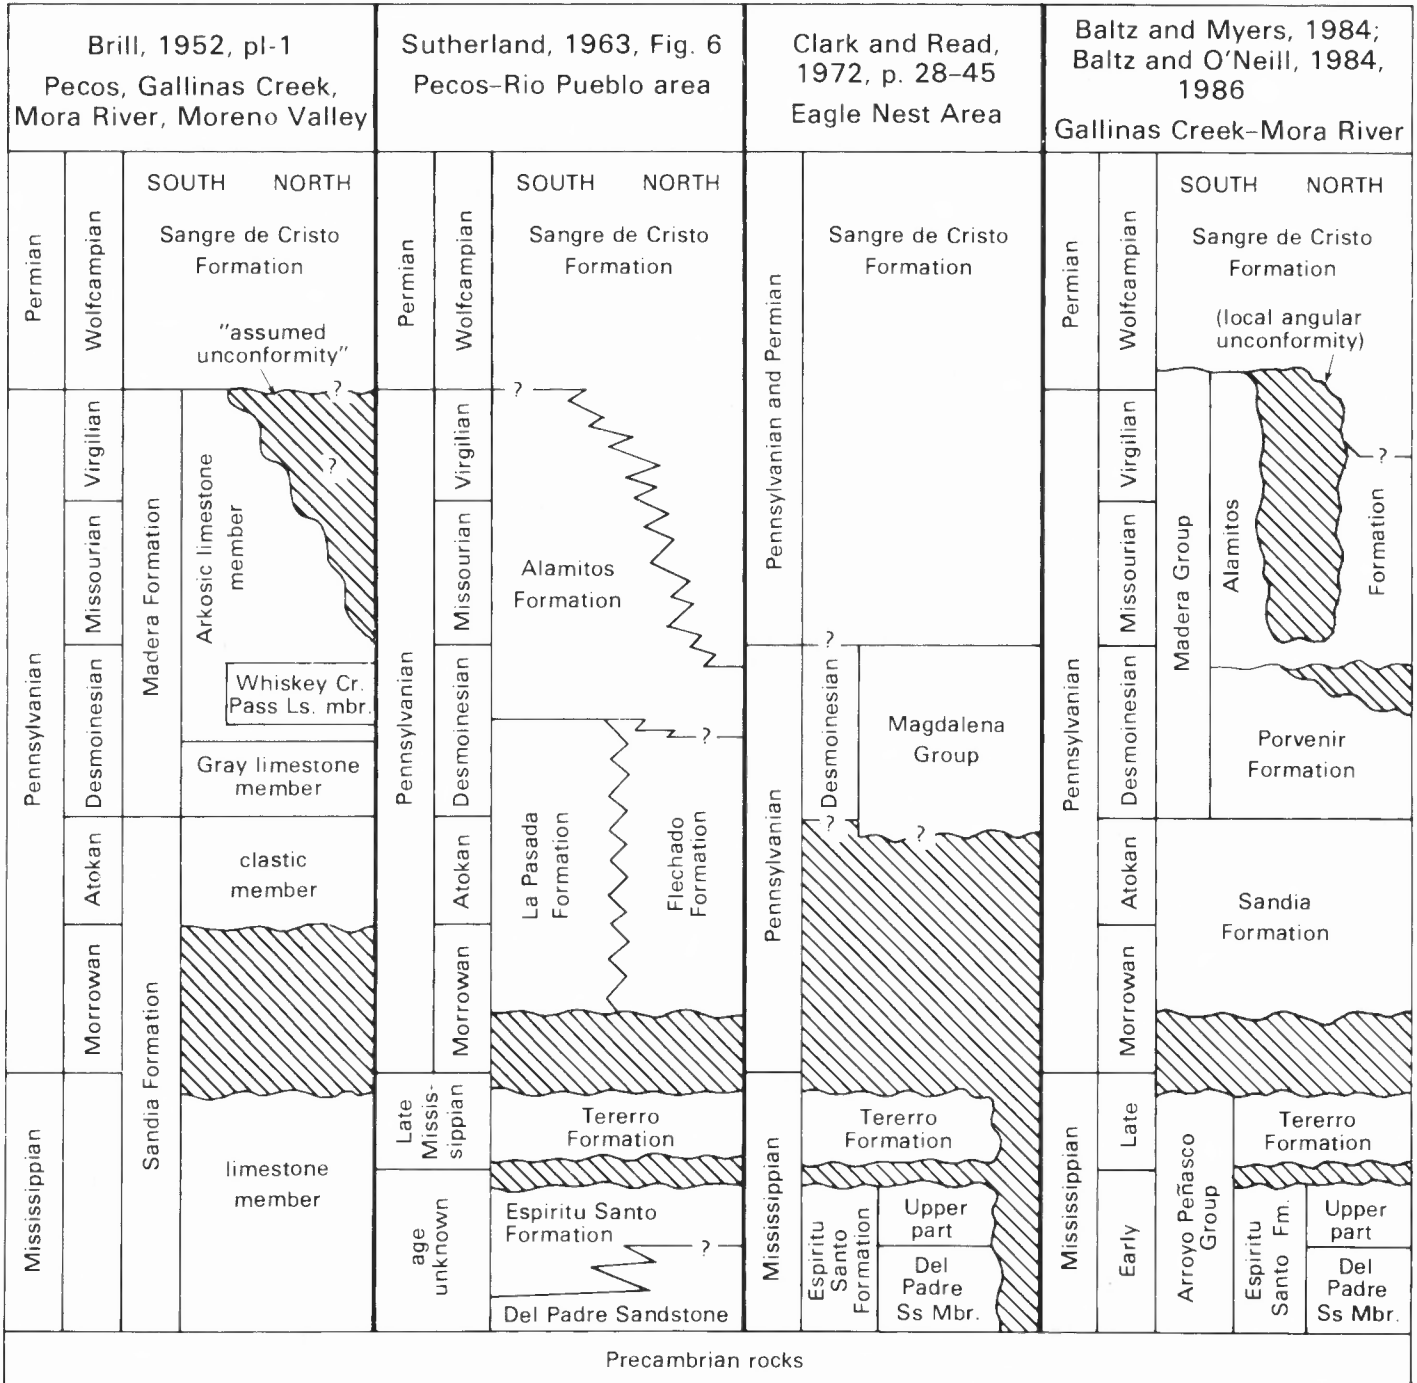 Brill, 1952, pl-1
Pecos, Gallinas Creek,
Mora River, Moreno Valley
Permian
Wolfcampian
SOUTH NORTH
Sangre de Cristo
Formation
"assumed
unconformity"
?
?
Pennsylvanian
Virgilian
Missourian
Desmoinesian
Atokan
Morrowan
Madera Formation
Arkosic limestone
member
Whiskey Cr.
Pass Ls. mbr.
Gray limestone
member
clastic
member
Sandia Formation
Mississippian
limestone
member
Sutherland, 1963, Fig. 6
Pecos–Rio Pueblo area
Permian
Wolfcampian
SOUTH NORTH
Sangre de Cristo
Formation
?
Pennsylvanian
Virgilian
Missourian
Desmoinesian
Atokan
Morrowan
Alamitos
Formation
?
La Pasada
Formation
Flechado
Formation
Late
Missis-
sippian
Tererro
Formation
age
unknown
Espiritu Santo
Formation
?
Del Padre Sandstone
Clark and Read,
1972, p. 28–45
Eagle Nest Area
Pennsylvanian and Permian
Sangre de Cristo
Formation
?
Pennsylvanian
Desmoinesian
Magdalena
Group
?
?
Mississippian
Tererro
Formation
Espiritu
Santo
Formation
Upper
part
Del
Padre
Ss Mbr.
Baltz and Myers, 1984;
Baltz and O'Neill, 1984,
1986
Gallinas Creek–Mora River
Permian
Wolfcampian
SOUTH NORTH
Sangre de Cristo
Formation
(local angular
unconformity)
?
Pennsylvanian
Virgilian
Missourian
Desmoinesian
Atokan
Morrowan
Madera Group
Alamitos
Formation
Porvenir
Formation
Sandia
Formation
Mississippian
Late
Early
Arroyo Peñasco
Group
Tererro
Formation
Espiritu
Santo Fm.
Upper
part
Del
Padre
Ss Mbr.
Precambrian rocks